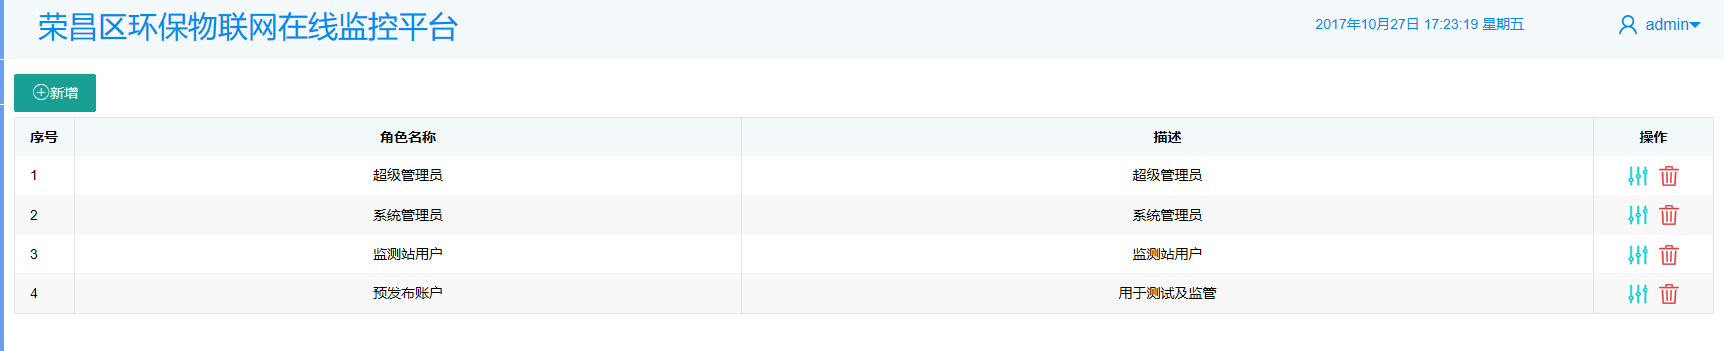 荣昌区环保物联网在线监控平台 2017年10月27日 17:23:19 星期五 admin
新增
序号 角色名称 描述 操作
1 超级管理员 超级管理员
2 系统管理员 系统管理员
3 监测站用户 监测站用户
4 预发布账户 用于测试及监管